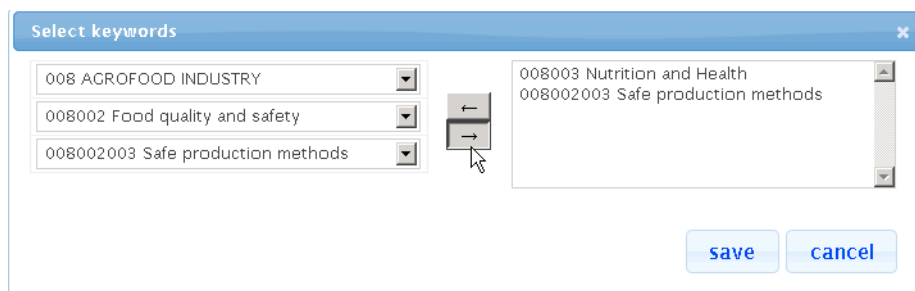 Select keywords
008 AGROFOOD INDUSTRY
008002 Food quality and safety
008002003 Safe production methods
←
→
008003 Nutrition and Health
008002003 Safe production methods
save
cancel